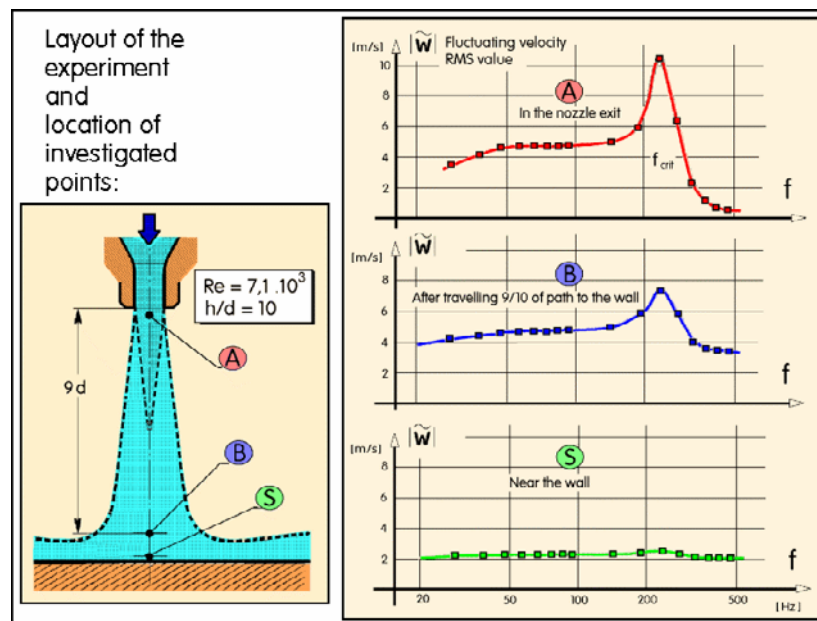 Layout of the
experiment
and
location of
investigated
points:
Re = 7,1 .10³
h/d = 10
A
9d
B
S
[m/s]
|w̃|
Fluctuating velocity
RMS value
10
8
6
4
2
A
In the nozzle exit
f crit
f
[m/s]
|w̃|
8
6
4
2
B
After travelling 9/10 of path to the wall
f
[m/s]
|w̃|
8
6
4
2
S
Near the wall
f
20
50
100
200
500
[Hz]